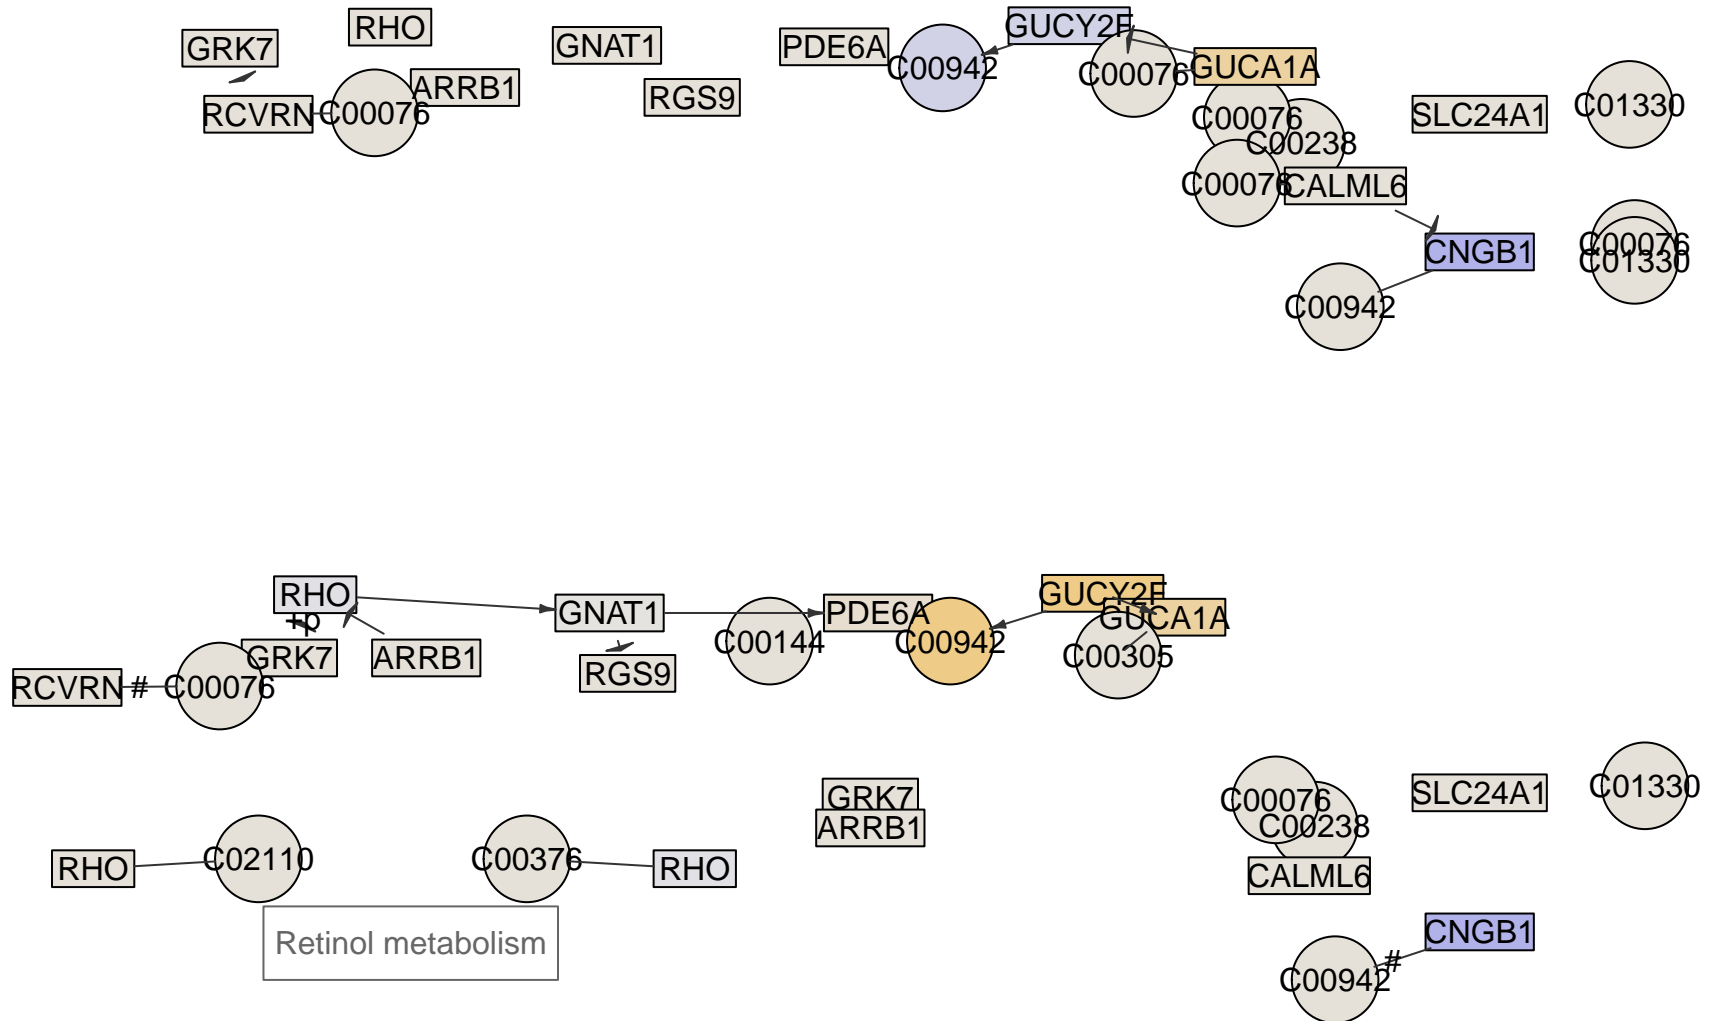 RHO
GRK7
GNAT1
PDE6A
C00942
GUCY2F
C00076
GUCA1A
ARRB1
RGS9
RCVRN
C00076
C00076
C00238
SLC24A1
C01330
C00076
CALML6
CNGB1
C00076
C01330
C00942
RHO
+p
GNAT1
PDE6A
GUCY2F
GUCA1A
GRK7
ARRB1
C00144
C00942
C00305
RGS9
RCVRN
#
C00076
GRK7
ARRB1
C00076
C00238
SLC24A1
C01330
RHO
C02110
C00376
RHO
CALML6
CNGB1
Retinol metabolism
#
C00942